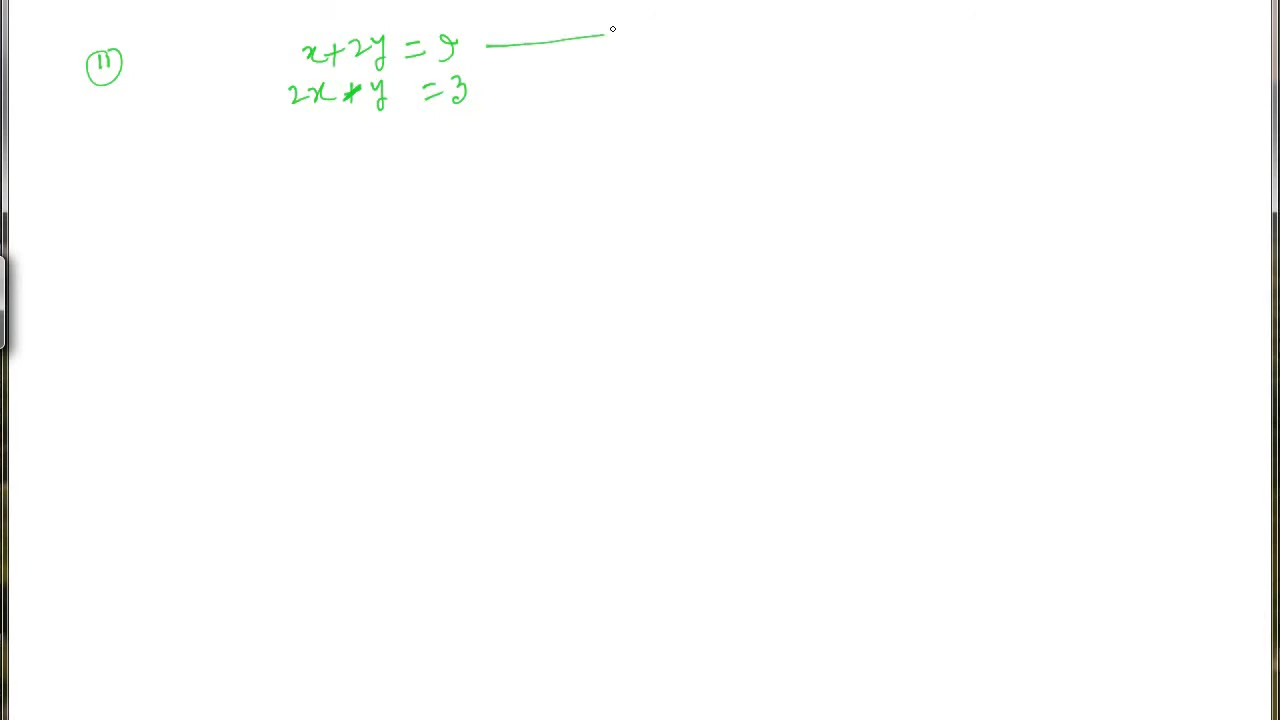 11 x+2y = 9
2x+y = 3